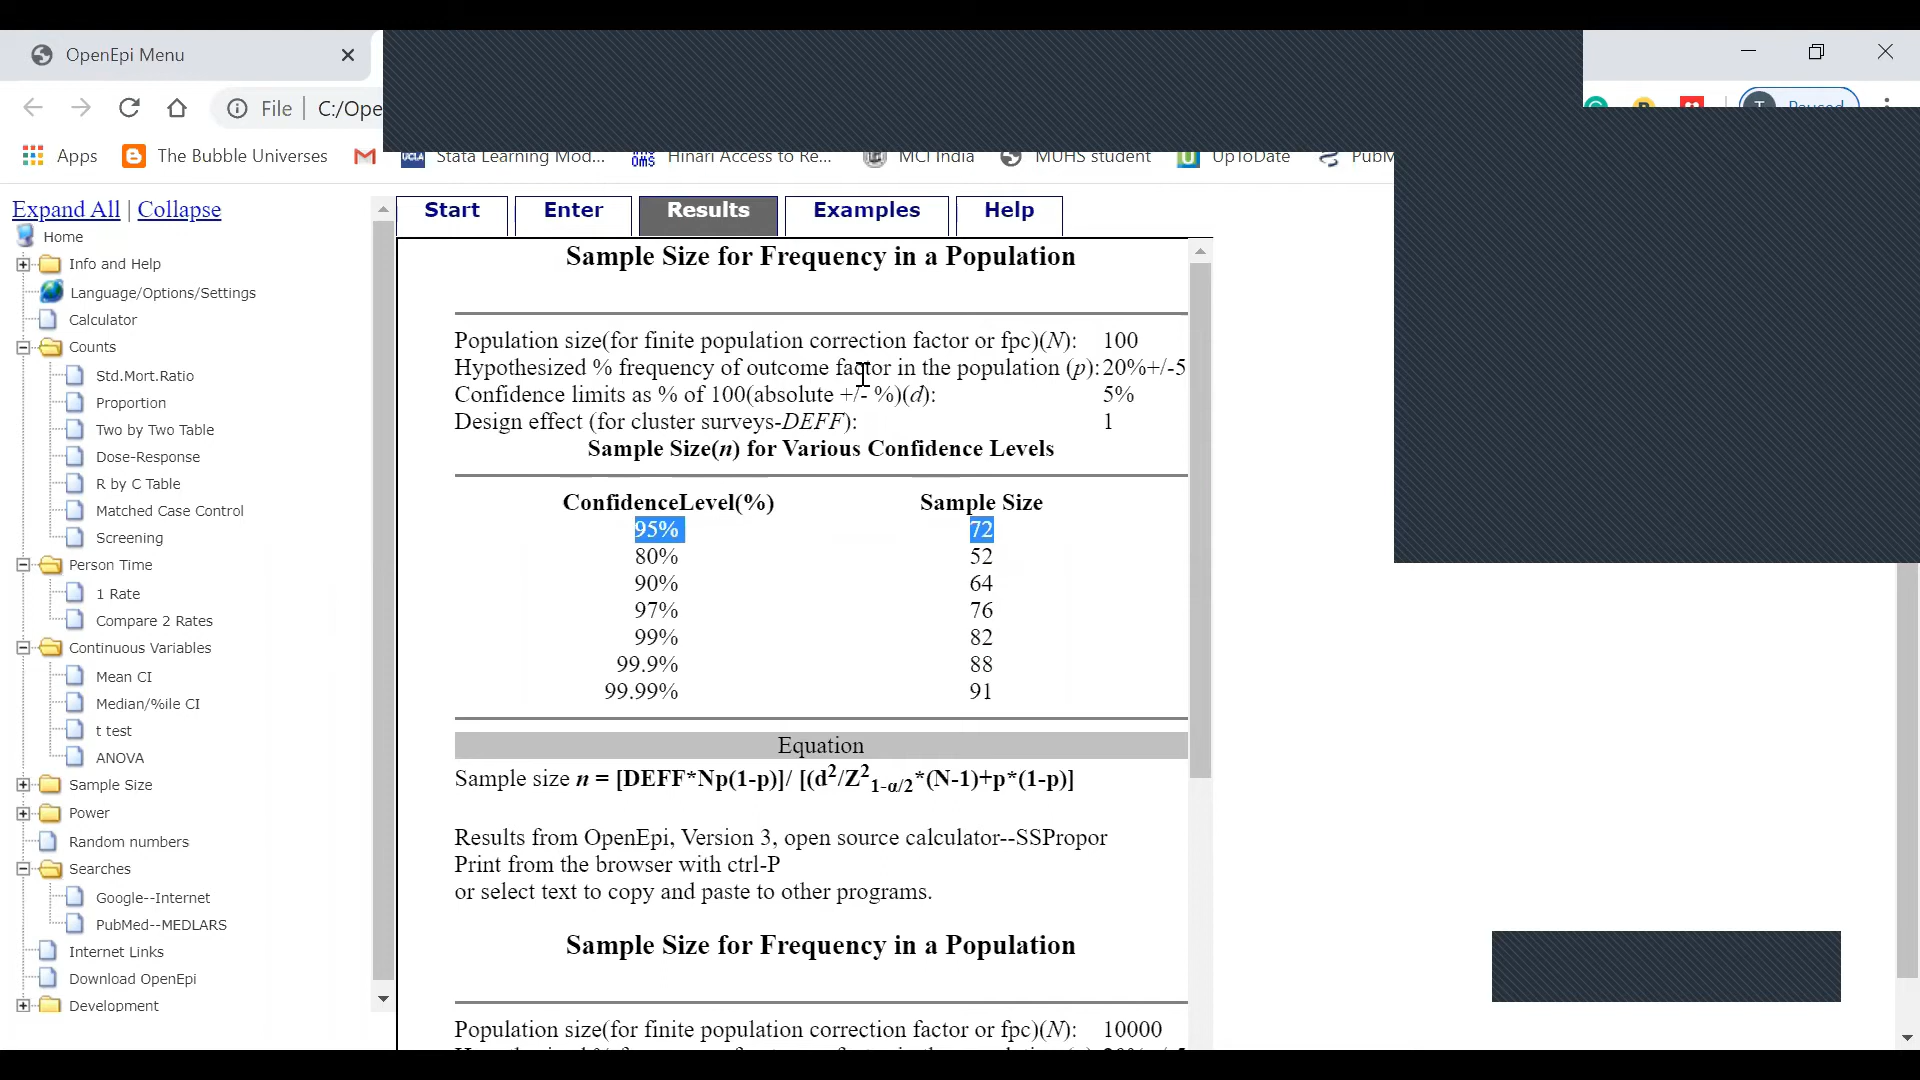 OpenEpi Menu
File C:/Ope
T Paused
Apps The Bubble Universes UCLA Stata Learning Mod... OMS Hinari Access to Re... MCI India MUHS student UpToDate PubM
Expand All | Collapse
Home
Info and Help
Language/Options/Settings
Calculator
Counts
Std.Mort.Ratio
Proportion
Two by Two Table
Dose-Response
R by C Table
Matched Case Control
Screening
Person Time
1 Rate
Compare 2 Rates
Continuous Variables
Mean CI
Median/%ile CI
t test
ANOVA
Sample Size
Power
Random numbers
Searches
Google--Internet
PubMed--MEDLARS
Internet Links
Download OpenEpi
Development
Start Enter Results Examples Help
Sample Size for Frequency in a Population
Population size(for finite population correction factor or fpc)(N): 100
Hypothesized % frequency of outcome factor in the population (p): 20%+/-5
Confidence limits as % of 100(absolute +/- %)(d): 5%
Design effect (for cluster surveys-DEFF): 1
Sample Size(n) for Various Confidence Levels
ConfidenceLevel(%) Sample Size
95% 72
80% 52
90% 64
97% 76
99% 82
99.9% 88
99.99% 91
Equation
Sample size n = [DEFF*Np(1-p)]/ [(d²/Z²₁₋α/₂*(N-1)+p*(1-p)]
Results from OpenEpi, Version 3, open source calculator--SSPropor
Print from the browser with ctrl-P
or select text to copy and paste to other programs.
Sample Size for Frequency in a Population
Population size(for finite population correction factor or fpc)(N): 10000